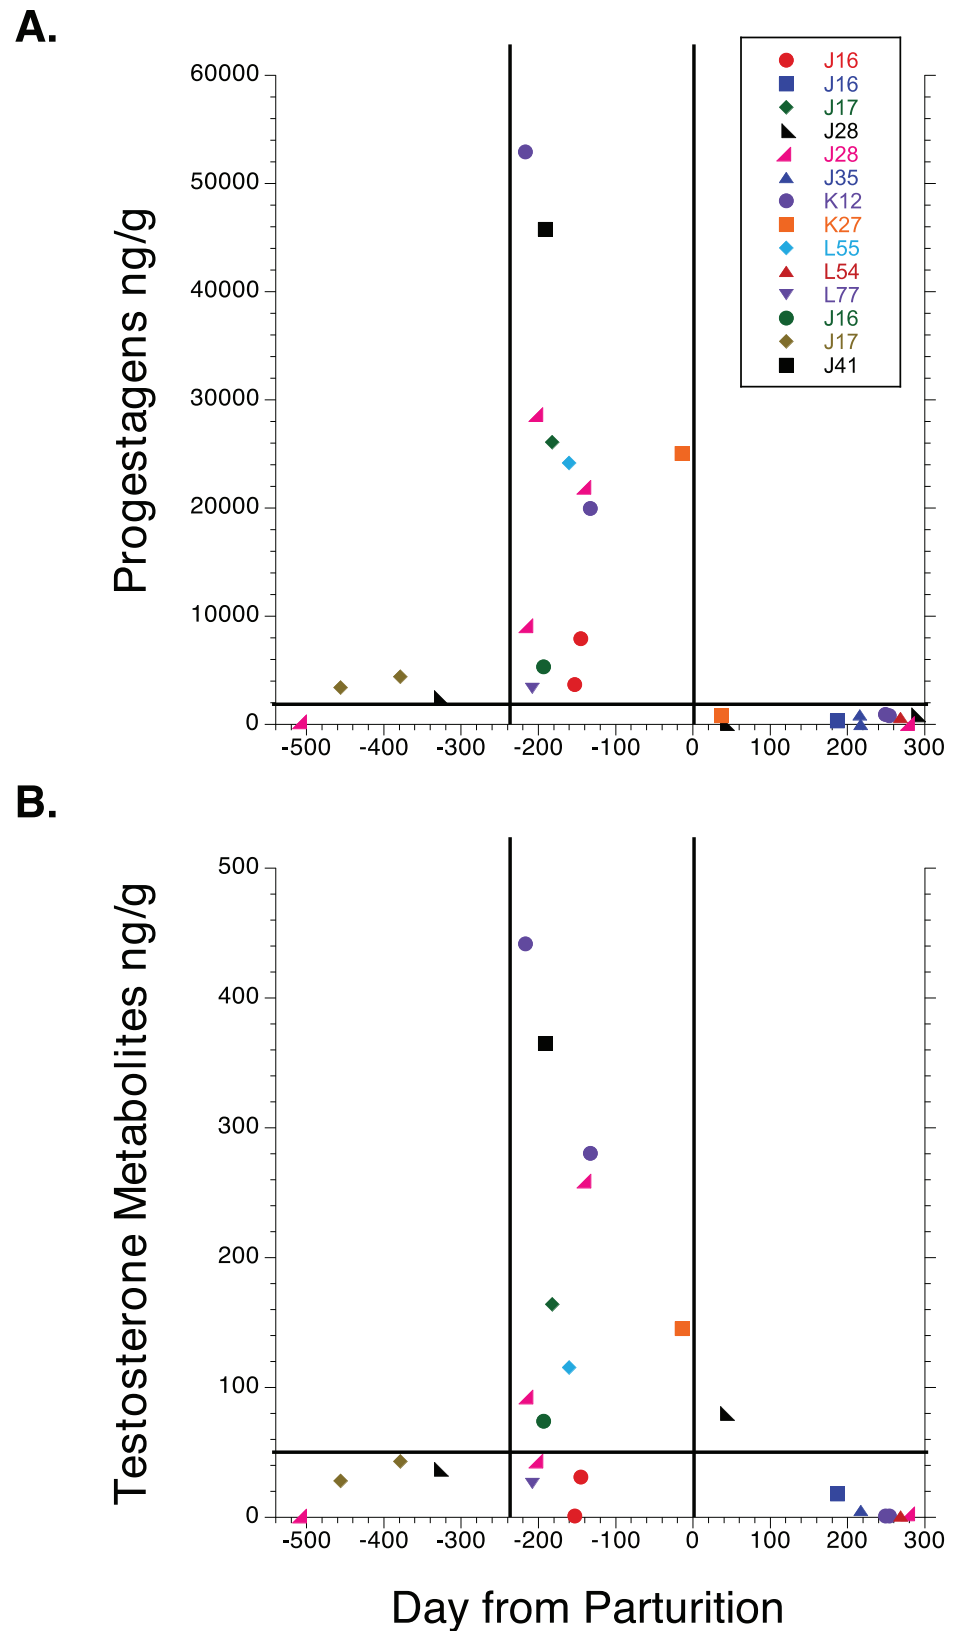 A.
60000
50000
40000
30000
20000
10000
0
Progestagens ng/g
-500 -400 -300 -200 -100 0 100 200 300
J16
J16
J17
J28
J28
J35
K12
K27
L55
L54
L77
J16
J17
J41
B.
500
400
300
200
100
0
Testosterone Metabolites ng/g
-500 -400 -300 -200 -100 0 100 200 300
Day from Parturition